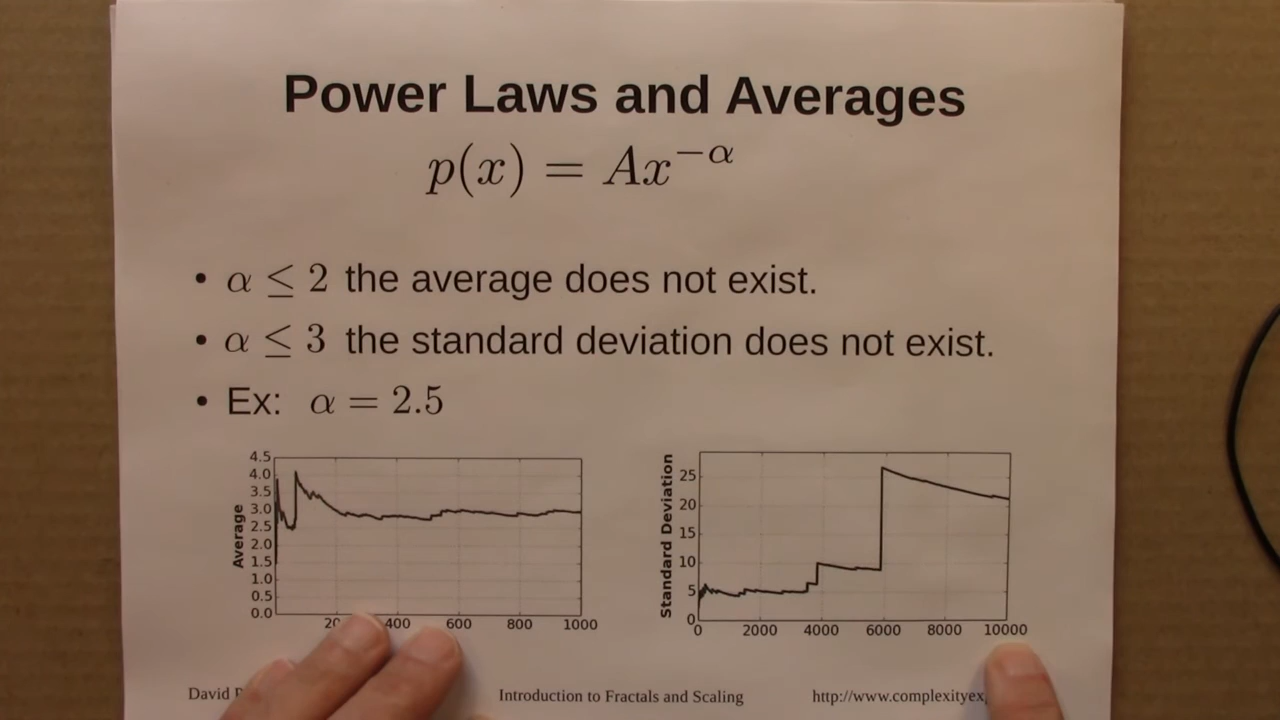 Power Laws and Averages
p(x) = Ax^{-α}
• α ≤ 2 the average does not exist.
• α ≤ 3 the standard deviation does not exist.
• Ex: α = 2.5
Average
4.5
4.0
3.5
3.0
2.5
2.0
1.5
1.0
0.5
0.0
400 600 800 1000
Standard Deviation
25
20
15
10
5
0
0 2000 4000 6000 8000 10000
David
Introduction to Fractals and Scaling
http://www.complexityex